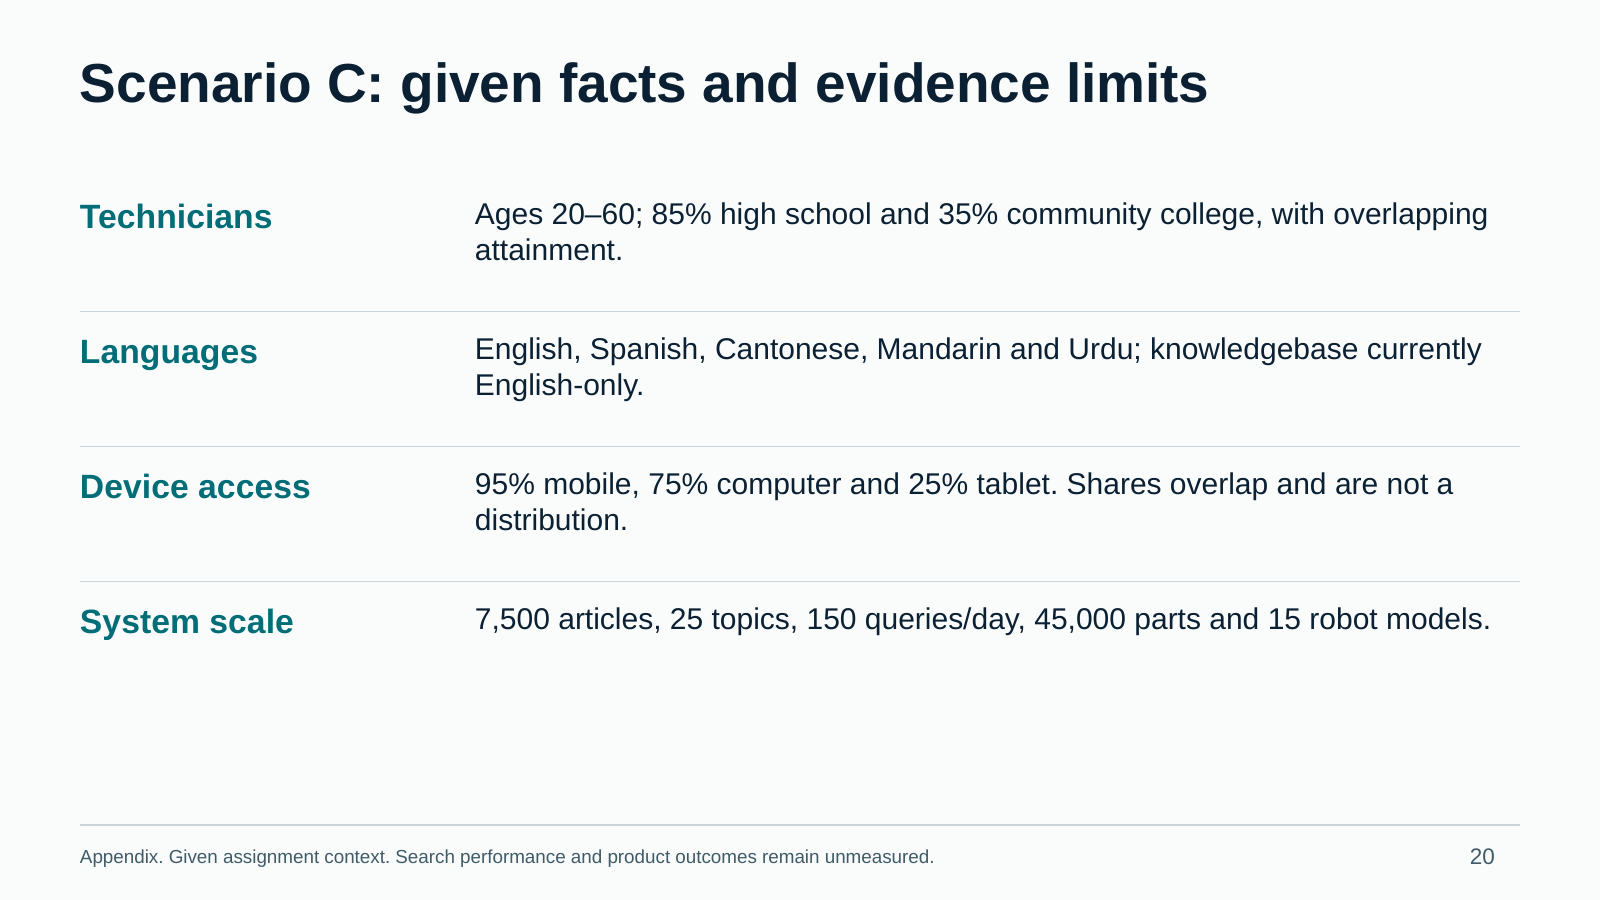 Scenario C: given facts and evidence limits
Technicians
Ages 20–60; 85% high school and 35% community college, with overlapping
attainment.
Languages
English, Spanish, Cantonese, Mandarin and Urdu; knowledgebase currently
English-only.
Device access
95% mobile, 75% computer and 25% tablet. Shares overlap and are not a
distribution.
System scale
7,500 articles, 25 topics, 150 queries/day, 45,000 parts and 15 robot models.
Appendix. Given assignment context. Search performance and product outcomes remain unmeasured.
20